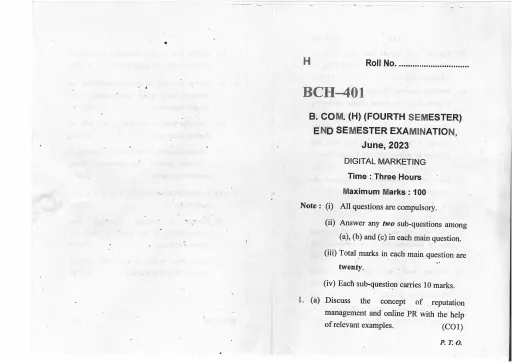 H Roll No. ..............................
BCH–401
B. COM. (H) (FOURTH SEMESTER)
END SEMESTER EXAMINATION,
June, 2023
DIGITAL MARKETING
Time : Three Hours
Maximum Marks : 100
Note : (i) All questions are compulsory.
(ii) Answer any two sub-questions among
(a), (b) and (c) in each main question.
(iii) Total marks in each main question are
twenty.
(iv) Each sub-question carries 10 marks.
1. (a) Discuss the concept of reputation
management and online PR with the help
of relevant examples. (CO1)
P. T. O.